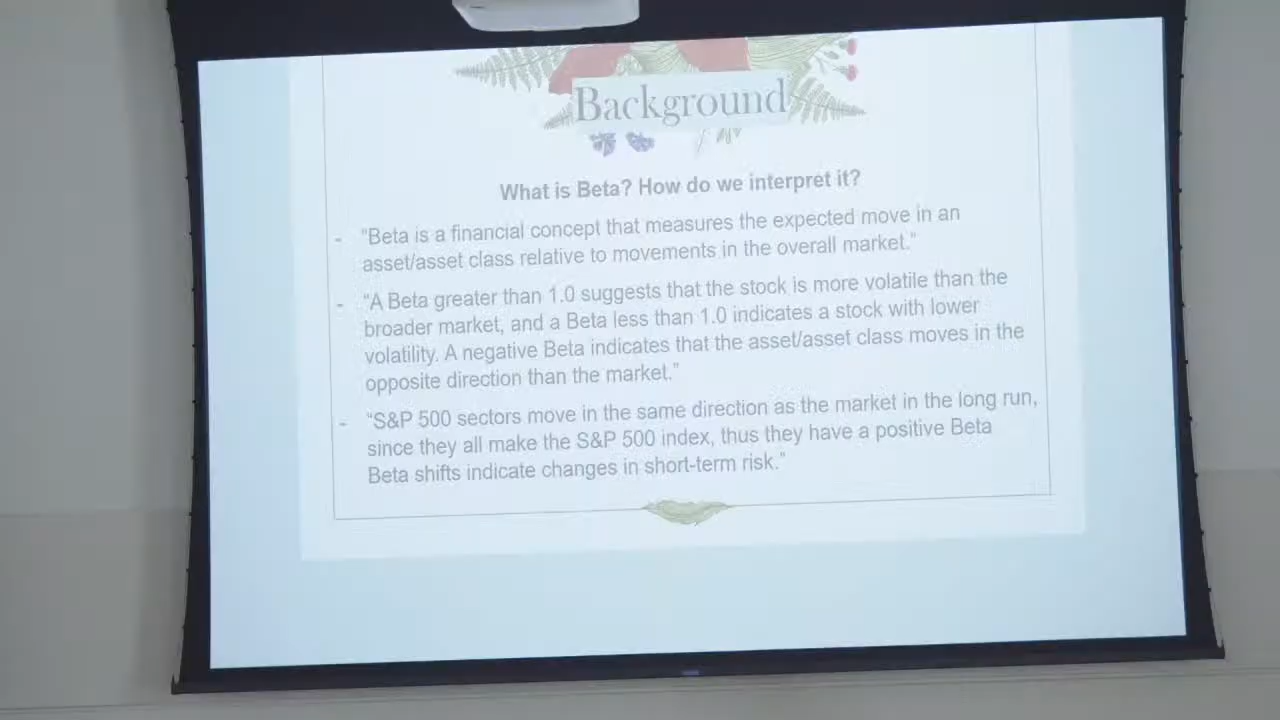 Background
What is Beta? How do we interpret it?
- “Beta is a financial concept that measures the expected move in an
asset/asset class relative to movements in the overall market.”
- “A Beta greater than 1.0 suggests that the stock is more volatile than the
broader market, and a Beta less than 1.0 indicates a stock with lower
volatility. A negative Beta indicates that the asset/asset class moves in the
opposite direction than the market.”
- “S&P 500 sectors move in the same direction as the market in the long run,
since they all make the S&P 500 index, thus they have a positive Beta
Beta shifts indicate changes in short-term risk.”